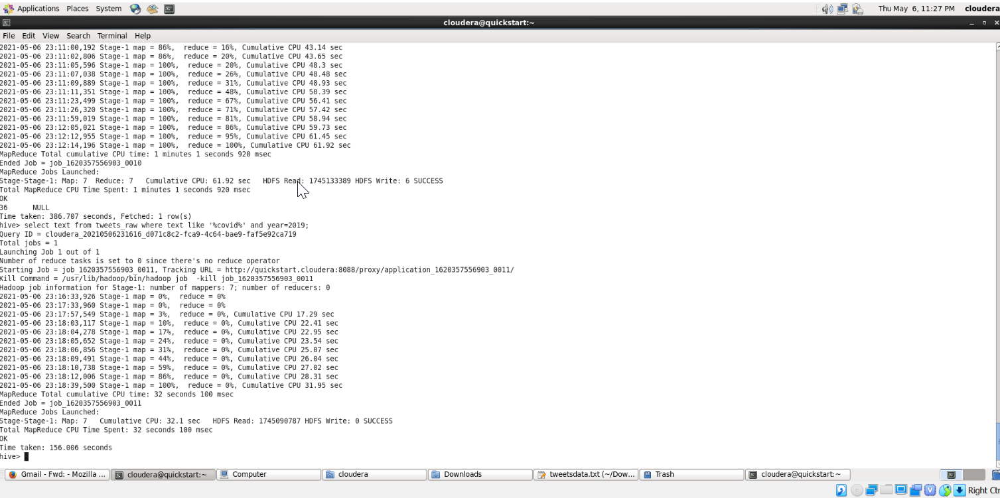 Applications Places System Thu May 6, 11:27 PM cloudera
cloudera@quickstart:~
File Edit View Search Terminal Help
2021-05-06 23:11:00,192 Stage-1 map = 86%,  reduce = 16%, Cumulative CPU 43.14 sec
2021-05-06 23:11:02,806 Stage-1 map = 86%,  reduce = 20%, Cumulative CPU 43.65 sec
2021-05-06 23:11:05,596 Stage-1 map = 100%,  reduce = 20%, Cumulative CPU 48.3 sec
2021-05-06 23:11:07,038 Stage-1 map = 100%,  reduce = 26%, Cumulative CPU 48.48 sec
2021-05-06 23:11:09,889 Stage-1 map = 100%,  reduce = 31%, Cumulative CPU 48.93 sec
2021-05-06 23:11:11,351 Stage-1 map = 100%,  reduce = 48%, Cumulative CPU 50.39 sec
2021-05-06 23:11:23,499 Stage-1 map = 100%,  reduce = 67%, Cumulative CPU 56.41 sec
2021-05-06 23:11:26,320 Stage-1 map = 100%,  reduce = 71%, Cumulative CPU 57.42 sec
2021-05-06 23:11:59,019 Stage-1 map = 100%,  reduce = 81%, Cumulative CPU 58.94 sec
2021-05-06 23:12:05,021 Stage-1 map = 100%,  reduce = 86%, Cumulative CPU 59.73 sec
2021-05-06 23:12:12,955 Stage-1 map = 100%,  reduce = 95%, Cumulative CPU 61.45 sec
2021-05-06 23:12:14,196 Stage-1 map = 100%,  reduce = 100%, Cumulative CPU 61.92 sec
MapReduce Total cumulative CPU time: 1 minutes 1 seconds 920 msec
Ended Job = job_1620357556903_0010
MapReduce Jobs Launched:
Stage-Stage-1: Map: 7  Reduce: 7   Cumulative CPU: 61.92 sec   HDFS Read: 1745133389 HDFS Write: 6 SUCCESS
Total MapReduce CPU Time Spent: 1 minutes 1 seconds 920 msec
OK
36      NULL
Time taken: 386.707 seconds, Fetched: 1 row(s)
hive> select text from tweets_raw where text like '%covid%' and year=2019;
Query ID = cloudera_20210506231616_d071c8c2-fca9-4c64-bae9-faf5e92ca719
Total jobs = 1
Launching Job 1 out of 1
Number of reduce tasks is set to 0 since there's no reduce operator
Starting Job = job_1620357556903_0011, Tracking URL = http://quickstart.cloudera:8088/proxy/application_1620357556903_0011/
Kill Command = /usr/lib/hadoop/bin/hadoop job  -kill job_1620357556903_0011
Hadoop job information for Stage-1: number of mappers: 7; number of reducers: 0
2021-05-06 23:16:33,926 Stage-1 map = 0%,  reduce = 0%
2021-05-06 23:17:33,960 Stage-1 map = 0%,  reduce = 0%
2021-05-06 23:17:57,549 Stage-1 map = 3%,  reduce = 0%, Cumulative CPU 17.29 sec
2021-05-06 23:18:03,117 Stage-1 map = 10%,  reduce = 0%, Cumulative CPU 22.41 sec
2021-05-06 23:18:04,278 Stage-1 map = 17%,  reduce = 0%, Cumulative CPU 22.95 sec
2021-05-06 23:18:05,652 Stage-1 map = 24%,  reduce = 0%, Cumulative CPU 23.54 sec
2021-05-06 23:18:06,856 Stage-1 map = 31%,  reduce = 0%, Cumulative CPU 25.07 sec
2021-05-06 23:18:09,491 Stage-1 map = 44%,  reduce = 0%, Cumulative CPU 26.04 sec
2021-05-06 23:18:10,738 Stage-1 map = 59%,  reduce = 0%, Cumulative CPU 27.02 sec
2021-05-06 23:18:12,006 Stage-1 map = 86%,  reduce = 0%, Cumulative CPU 28.31 sec
2021-05-06 23:18:39,500 Stage-1 map = 100%,  reduce = 0%, Cumulative CPU 31.95 sec
MapReduce Total cumulative CPU time: 32 seconds 100 msec
Ended Job = job_1620357556903_0011
MapReduce Jobs Launched:
Stage-Stage-1: Map: 7   Cumulative CPU: 32.1 sec   HDFS Read: 1745090787 HDFS Write: 0 SUCCESS
Total MapReduce CPU Time Spent: 32 seconds 100 msec
OK
Time taken: 156.006 seconds
hive>
Gmail - Fwd: - Mozilla ... cloudera@quickstart:~ Computer cloudera Downloads tweetsdata.txt (~/Dow... Trash cloudera@quickstart:~
Right Ctr